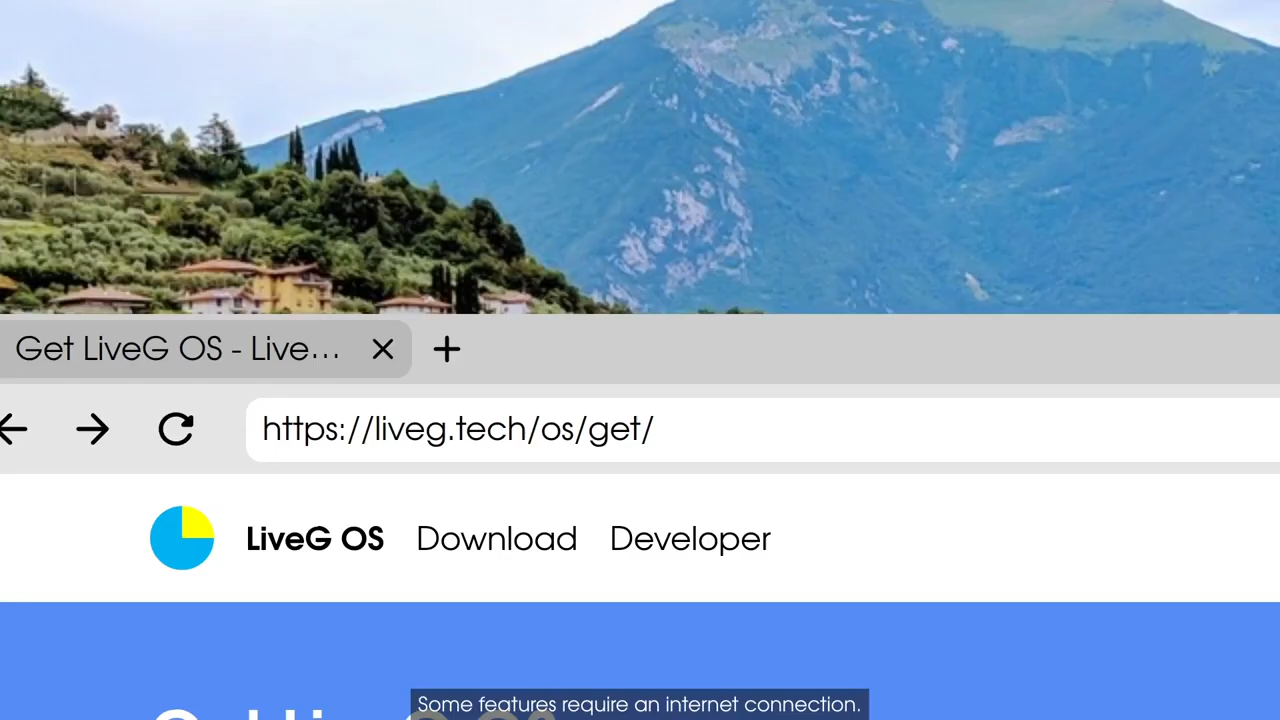 Get LiveG OS - Live...
https://liveg.tech/os/get/
LiveG OS Download Developer
Some features require an internet connection.